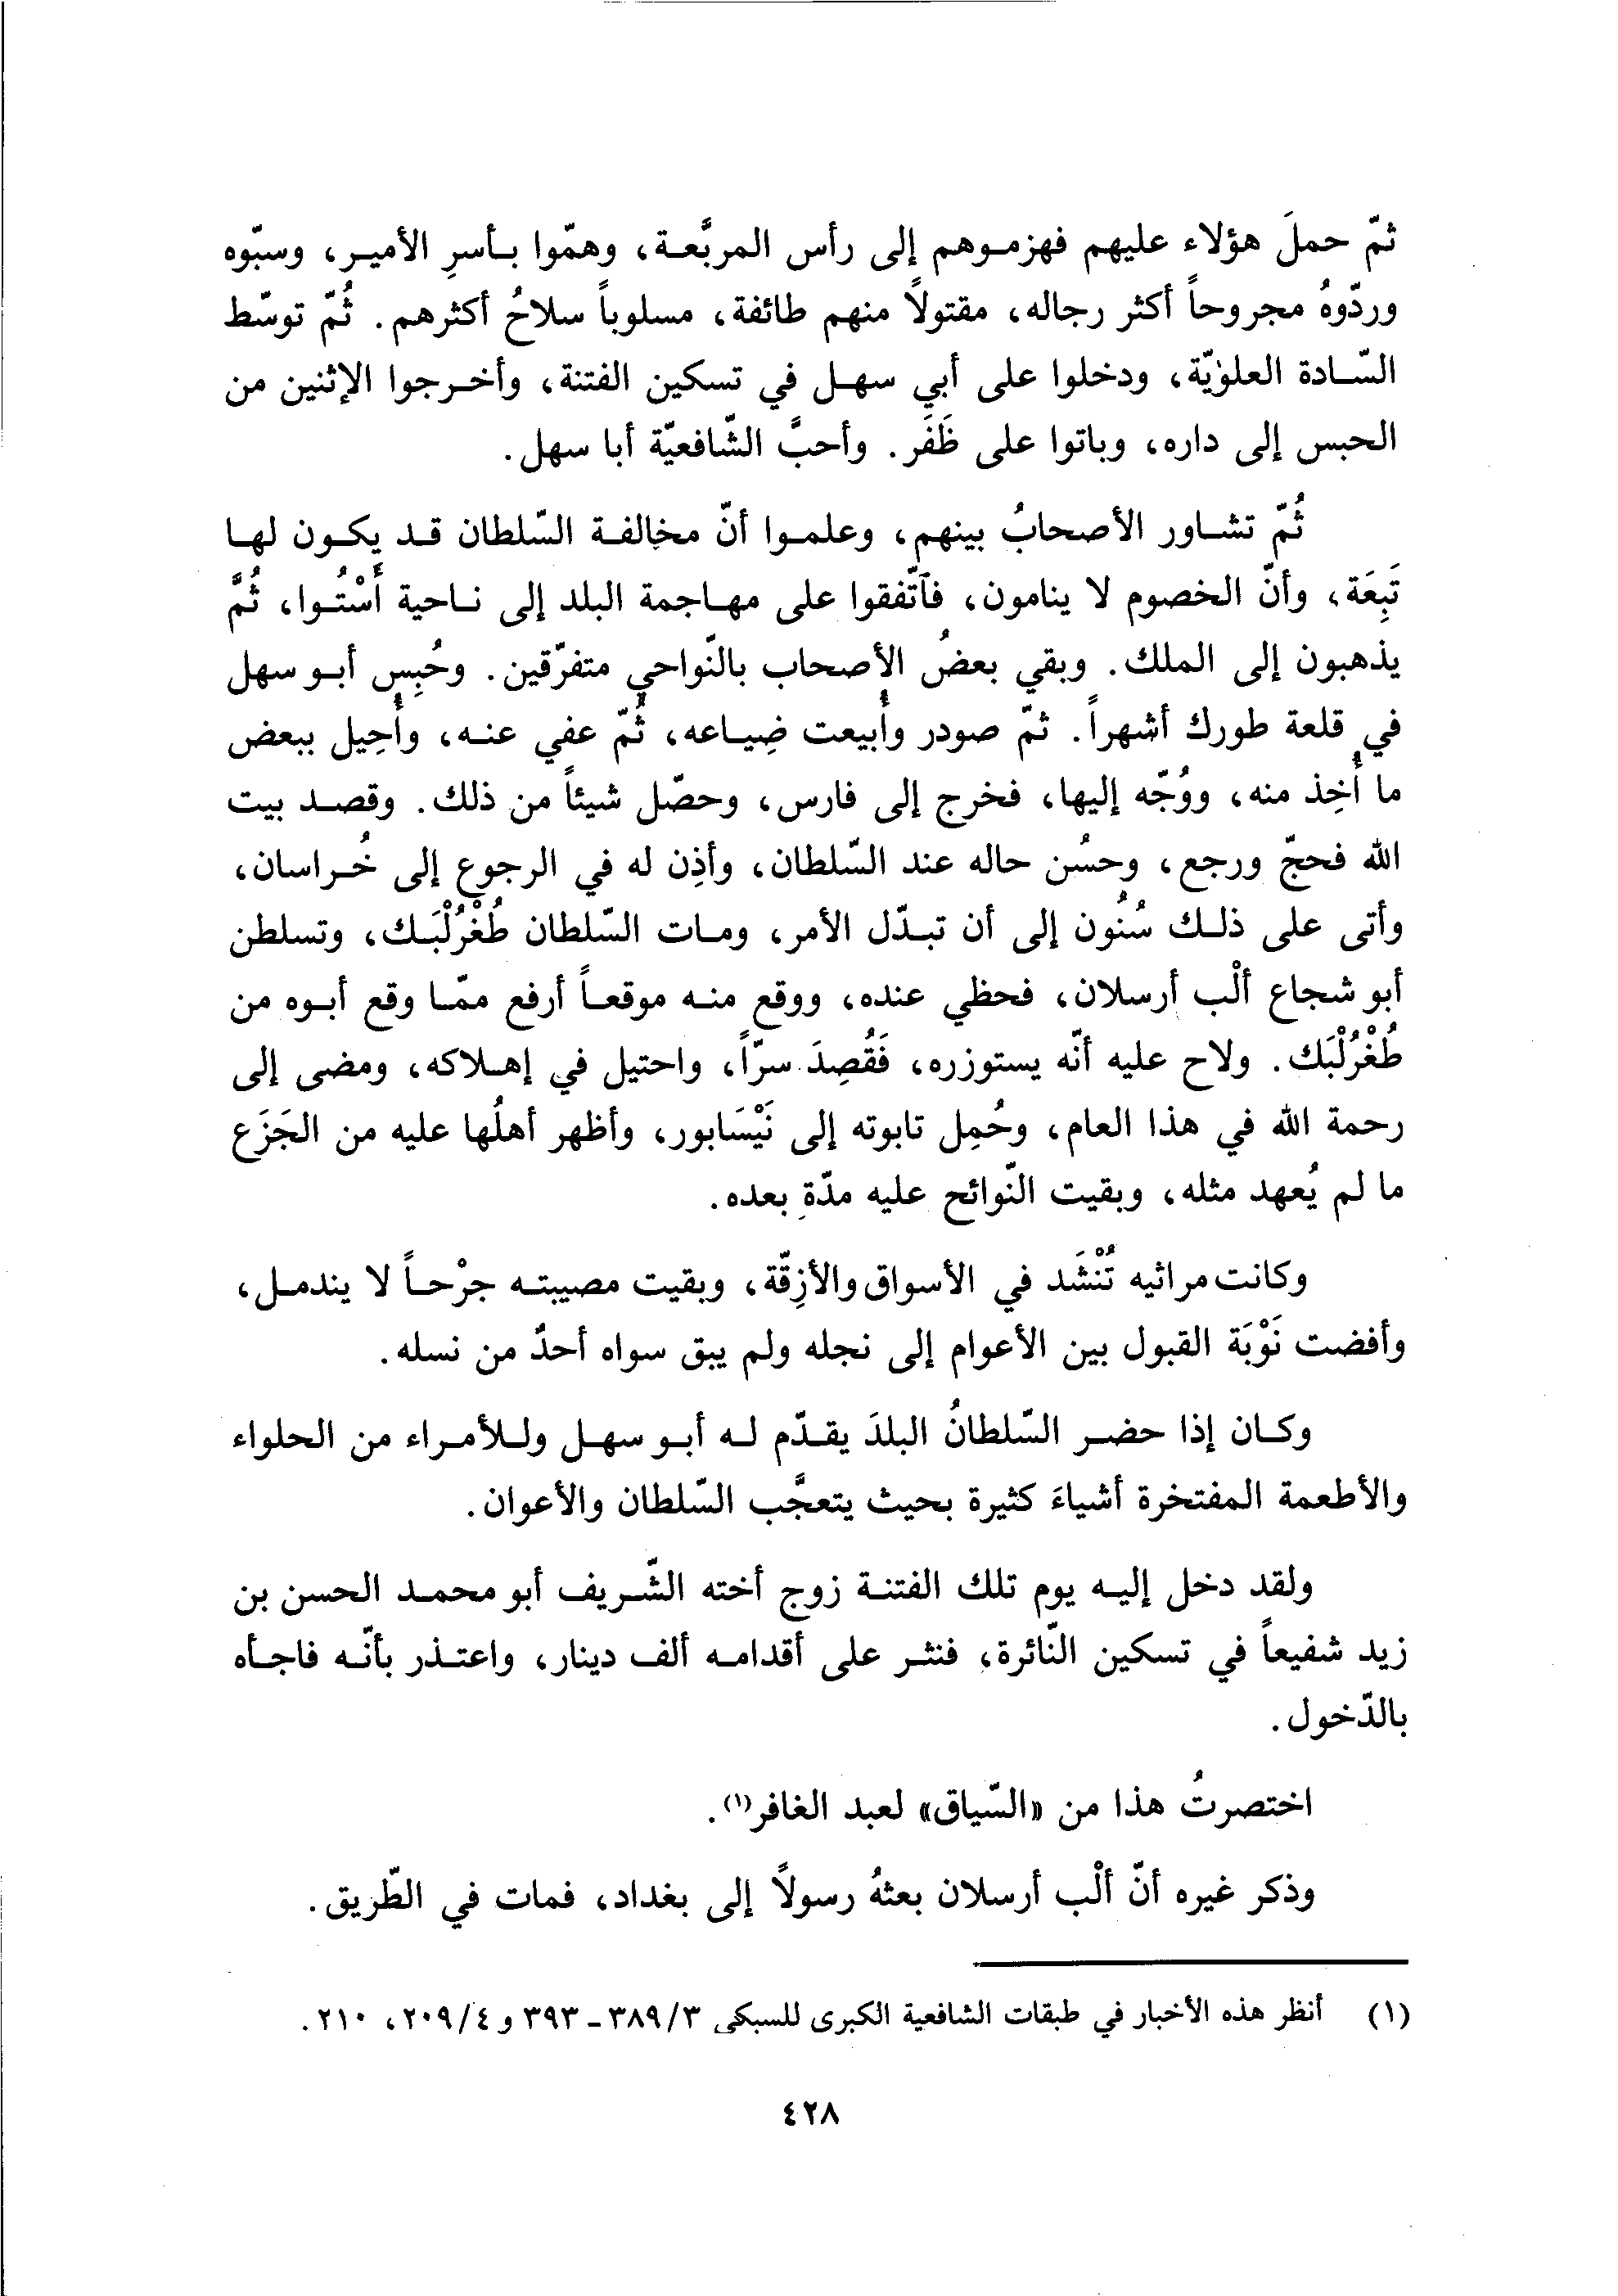 ثمّ حملَ هؤلاء عليهم فهزموهم إلى رأس المربَّعة، وهمّوا بأسرِ الأمير، وسبّوه
وردّوهُ مجروحاً أكثر رجاله، مقتولاً منهم طائفة، مسلوباً سلاحُ أكثرهم. ثُمّ توسّط
السّادة العلويّة، ودخلوا على أبي سهل في تسكين الفتنة، وأخرجوا الإثنين من
الحبس إلى داره، وباتوا على ظَفَر. وأحبَّ الشّافعيّة أبا سهل.
ثُمّ تشاور الأصحابُ بينهم، وعلموا أنّ مخالفة السّلطان قد يكون لها
تَبِعَة، وأنّ الخصوم لا ينامون، فآتّفقوا على مهاجمة البلد إلى ناحية أُسْتُوا، ثُمَّ
يذهبون إلى الملك. وبقي بعضُ الأصحاب بالنّواحي متفرّقين. وحُبِس أبو سهل
في قلعة طورك أشهراً. ثمّ صودر وأُبيعت ضِياعه، ثُمّ عفي عنه، وأُحِيل ببعض
ما أُخِذ منه، ووُجّه إليها، فخرج إلى فارس، وحصّل شيئاً من ذلك. وقصد بيت
الله فحجّ ورجع، وحسُن حاله عند السّلطان، وأذِن له في الرجوع إلى خُراسان،
وأتى على ذلك سُنُون إلى أن تبدّل الأمر، ومات السّلطان طُغْرُلْبَك، وتسلطن
أبو شجاع ألْب أرسلان، فحظي عنده، ووقع منه موقعاً أرفع ممّا وقع أبوه من
طُغْرُلْبَك. ولاح عليه أنّه يستوزره، فَقُصِدَ سرّاً، واحتيل في إهلاكه، ومضى إلى
رحمة الله في هذا العام، وحُمِل تابوته إلى نَيْسَابور، وأظهر أهلُها عليه من الجَزَع
ما لم يُعهد مثله، وبقيت النّوائح عليه مدّة بعده.
وكانت مراثيه تُنْشَد في الأسواق والأزِقّة، وبقيت مصيبته جرْحاً لا يندمل،
وأفضت نَوْبَة القبول بين الأعوام إلى نجله ولم يبق سواه أحدٌ من نسله.
وكان إذا حضر السّلطانُ البلدَ يقدّم له أبو سهل وللأمراء من الحلواء
والأطعمة المفتخرة أشياءَ كثيرة بحيث يتعجَّب السّلطان والأعوان.
ولقد دخل إليه يوم تلك الفتنة زوج أخته الشّريف أبو محمد الحسن بن
زيد شفيعاً في تسكين النّائرة، فنثر على أقدامه ألف دينار، واعتذر بأنّه فاجأه
بالدّخول.
اختصرتُ هذا من «السّياق» لعبد الغافر(١).
وذكر غيره أنّ ألْب أرسلان بعثهُ رسولاً إلى بغداد، فمات في الطّريق.
(١) أنظر هذه الأخبار في طبقات الشافعية الكبرى للسبكي ٣/ ٣٨٩ - ٣٩٣ و ٤/ ٢٠٩، ٢١٠.
٤٢٨